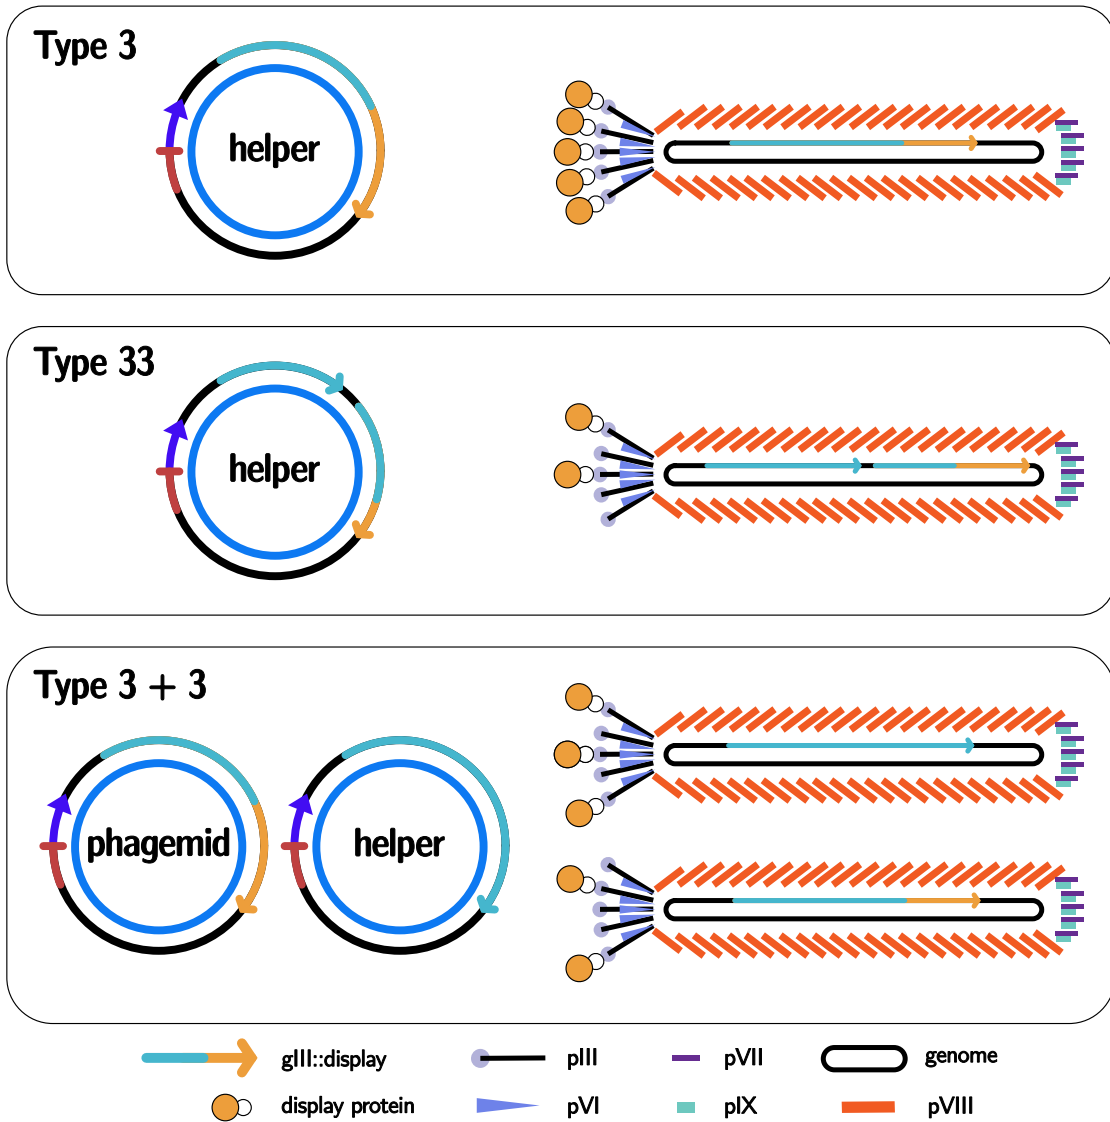 Type 3
helper
Type 33
helper
Type 3 + 3
phagemid
helper
gIII::display
pIII
pVII
genome
display protein
pVI
pIX
pVIII